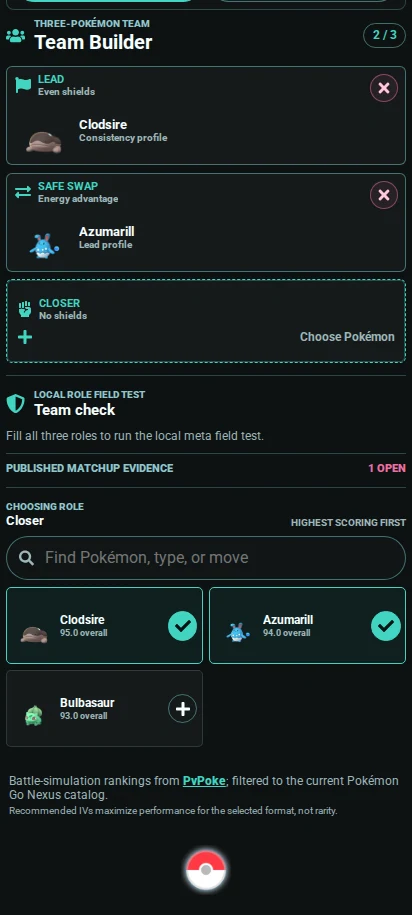 THREE-POKÉMON TEAM
Team Builder
2 / 3
LEAD
Even shields
Clodsire
Consistency profile
SAFE SWAP
Energy advantage
Azumarill
Lead profile
CLOSER
No shields
Choose Pokémon
LOCAL ROLE FIELD TEST
Team check
Fill all three roles to run the local meta field test.
PUBLISHED MATCHUP EVIDENCE
1 OPEN
CHOOSING ROLE
Closer
HIGHEST SCORING FIRST
Find Pokémon, type, or move
Clodsire
95.0 overall
Azumarill
94.0 overall
Bulbasaur
93.0 overall
Battle-simulation rankings from PvPoke; filtered to the current Pokémon
Go Nexus catalog.
Recommended IVs maximize performance for the selected format, not rarity.